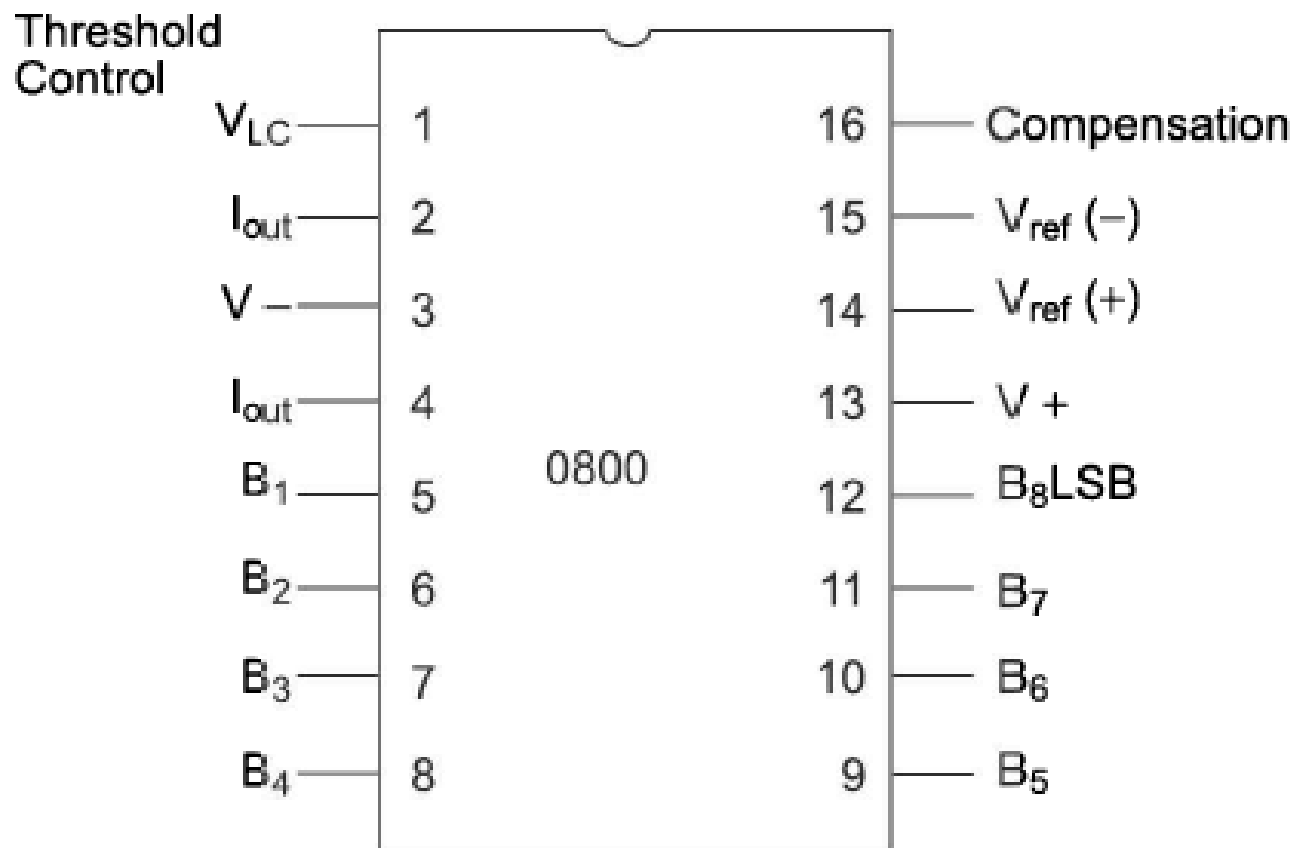 Threshold
Control
V_LC 1 16 Compensation
I_out 2 15 V_ref (–)
V – 3 14 V_ref (+)
I_out 4 13 V +
0800
B_1 5 12 B_8LSB
B_2 6 11 B_7
B_3 7 10 B_6
B_4 8 9 B_5